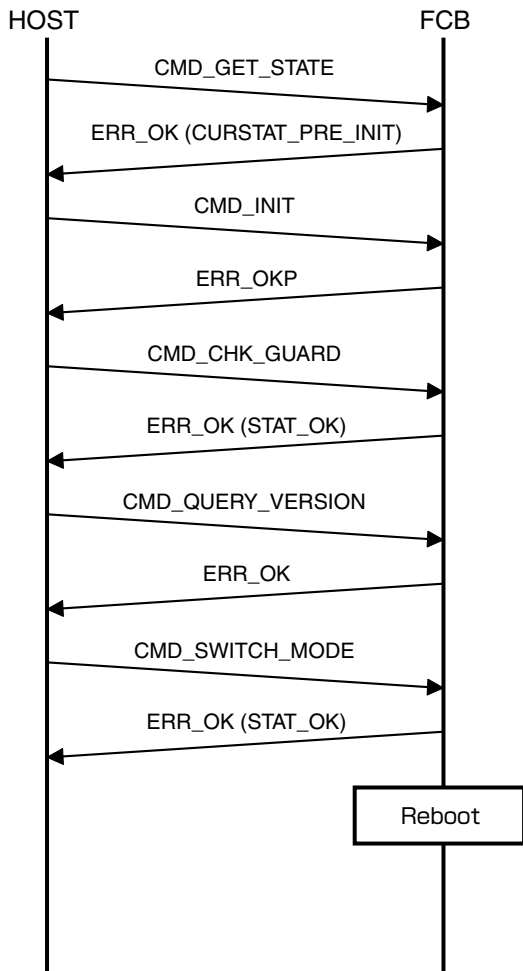 HOST FCB
CMD_GET_STATE
ERR_OK (CURSTAT_PRE_INIT)
CMD_INIT
ERR_OKP
CMD_CHK_GUARD
ERR_OK (STAT_OK)
CMD_QUERY_VERSION
ERR_OK
CMD_SWITCH_MODE
ERR_OK (STAT_OK)
Reboot